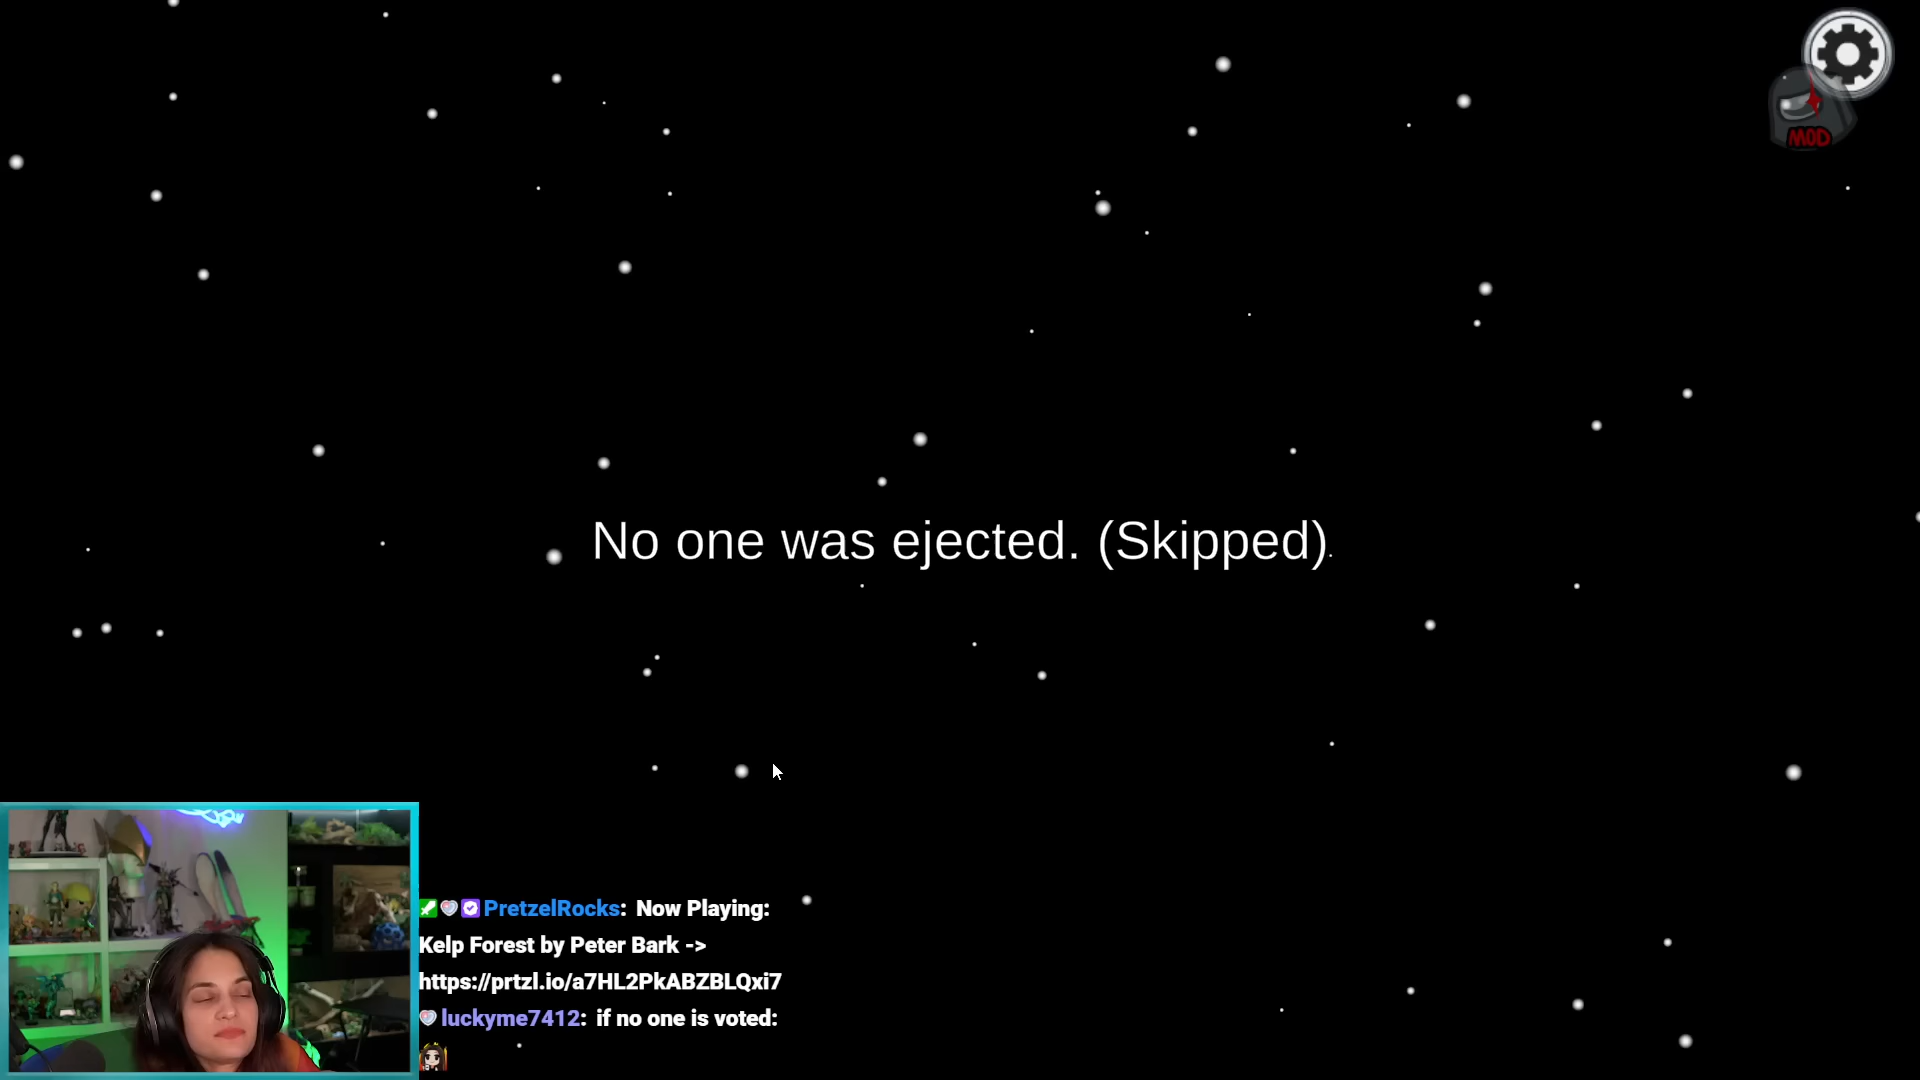 MOD
No one was ejected. (Skipped)
PretzelRocks: Now Playing:
Kelp Forest by Peter Bark ->
https://prtzl.io/a7HL2PkABZBLQxi7
luckyme7412: if no one is voted: